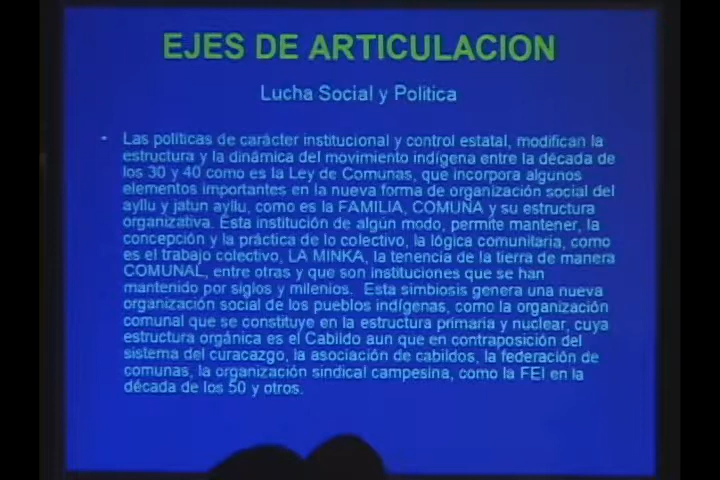 EJES DE ARTICULACION
Lucha Social y Politica
- Las políticas de carácter institucional y control estatal, modifican la
estructura y la dinámica del movimiento indígena entre la década de
los 30 y 40 como es la Ley de Comunas, que incorpora algunos
elementos importantes en la nueva forma de organización social del
ayllu y jatun ayllu, como es la FAMILIA, COMUNA y su estructura
organizativa. Esta institución de algún modo, permite mantener, la
concepción y la práctica de lo colectivo, la lógica comunitaria, como
es el trabajo colectivo, LA MINKA, la tenencia de la tierra de manera
COMUNAL, entre otras y que son instituciones que se han
mantenido por siglos y milenios. Esta simbiosis genera una nueva
organización social de los pueblos indígenas, como la organización
comunal que se constituye en la estructura primaria y nuclear, cuya
estructura orgánica es el Cabildo aun que en contraposición del
sistema del curacazgo, la asociación de cabildos, la federación de
comunas, la organización sindical campesina, como la FEI en la
década de los 50 y otros.